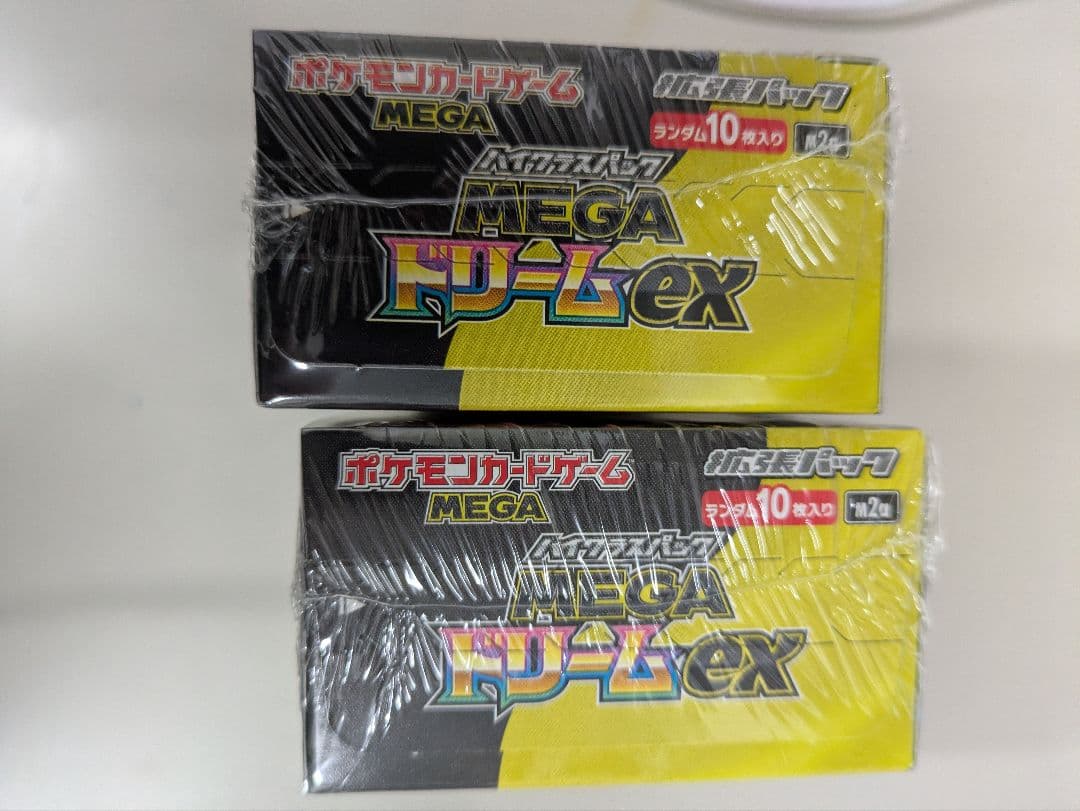 ポケモンカードゲーム
MEGA
拡張パック
ランダム10枚入り
M2a
ハイクラスパック
MEGA
ドリームex
ポケモンカードゲーム
MEGA
拡張パック
ランダム10枚入り
M2a
ハイクラスパック
MEGA
ドリームex